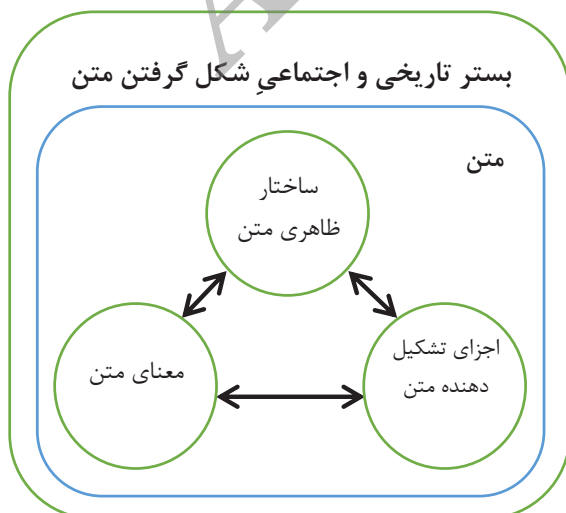 بستر تاریخی و اجتماعیِ شکل گرفتن متن
متن
ساختار
ظاهری متن
اجزای تشکیل
دهنده متن
معنای متن